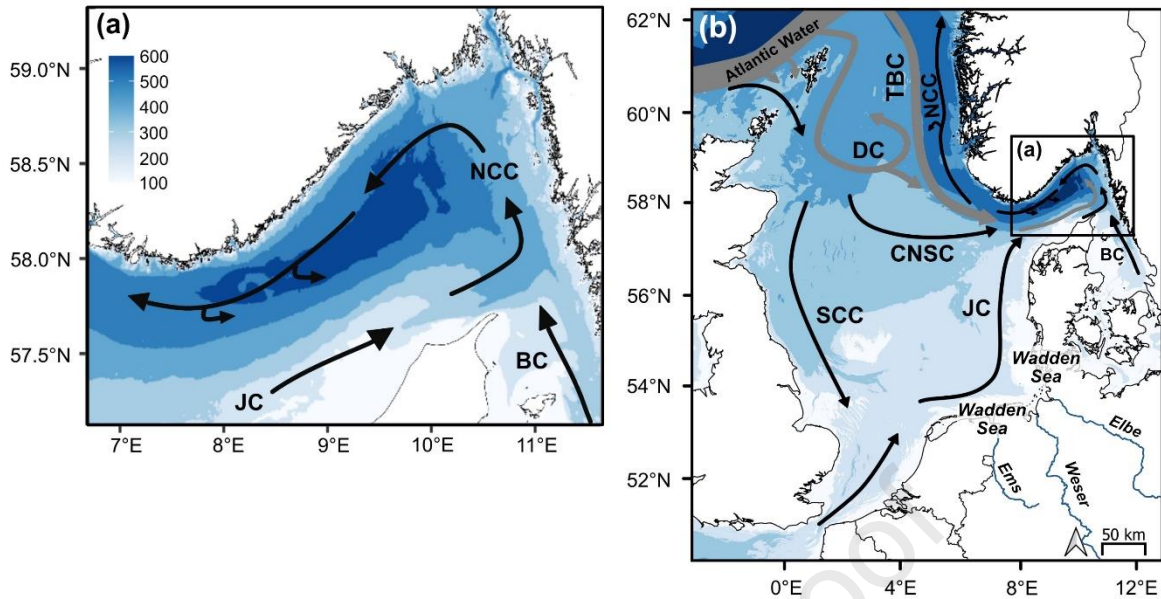 (a)
600
500
400
300
200
100
59.0°N
58.5°N
58.0°N
57.5°N
NCC
JC
BC
7°E
8°E
9°E
10°E
11°E
(b)
62°N
60°N
58°N
56°N
54°N
52°N
Atlantic Water
TBC
NCC
DC
(a)
CNSC
BC
SCC
JC
Wadden
Sea
Wadden
Sea
Elbe
Ems
Weser
50 km
0°E
4°E
8°E
12°E